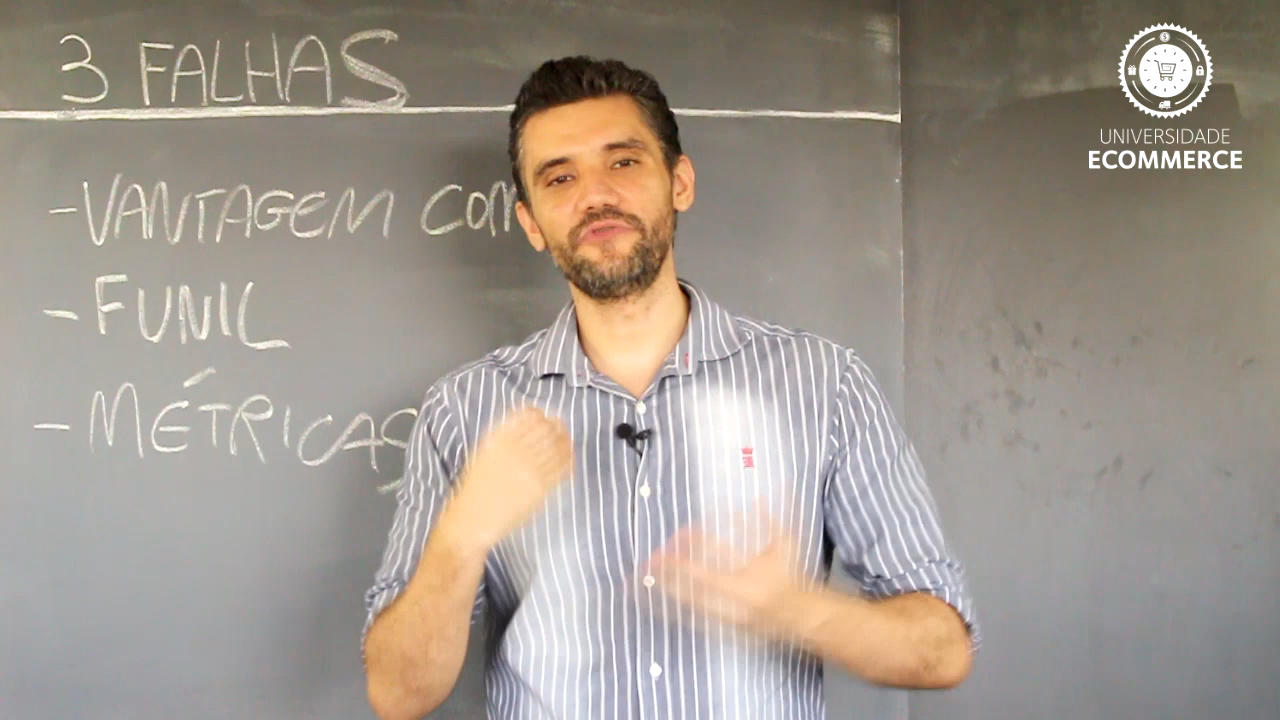 3 FALHAS
-VANTAGEM COM
-FUNIL
-MÉTRICAS
UNIVERSIDADE
ECOMMERCE